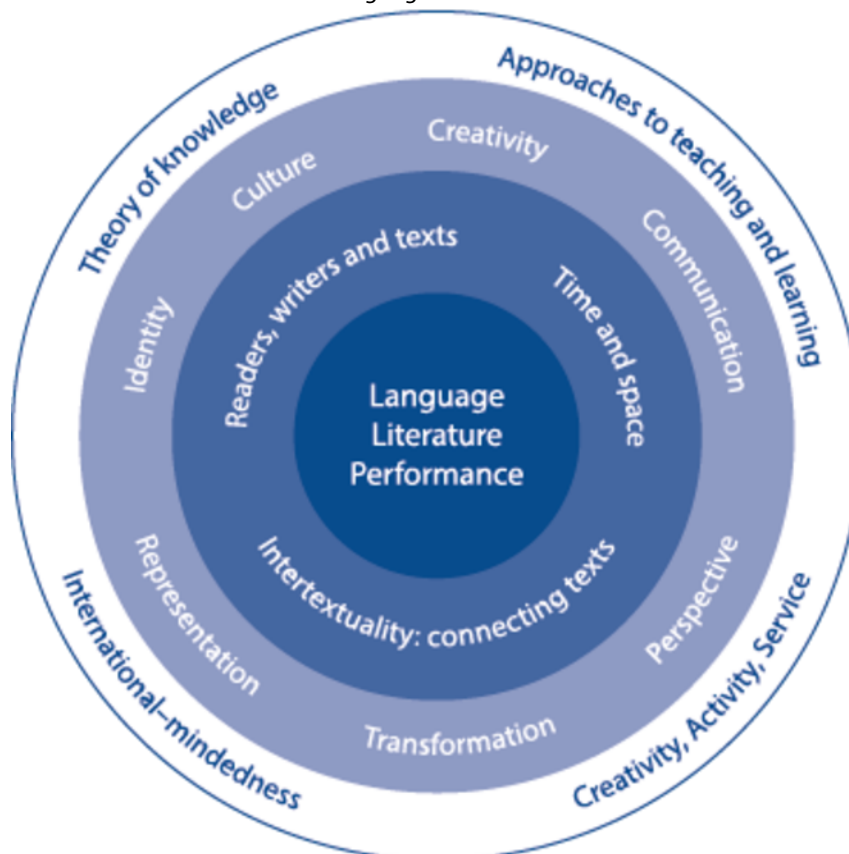 Theory of knowledge
Approaches to teaching and learning
Creativity, Activity, Service
International–mindedness
Identity
Culture
Creativity
Communication
Perspective
Transformation
Representation
Readers, writers and texts
Time and space
Intertextuality: connecting texts
Language
Literature
Performance